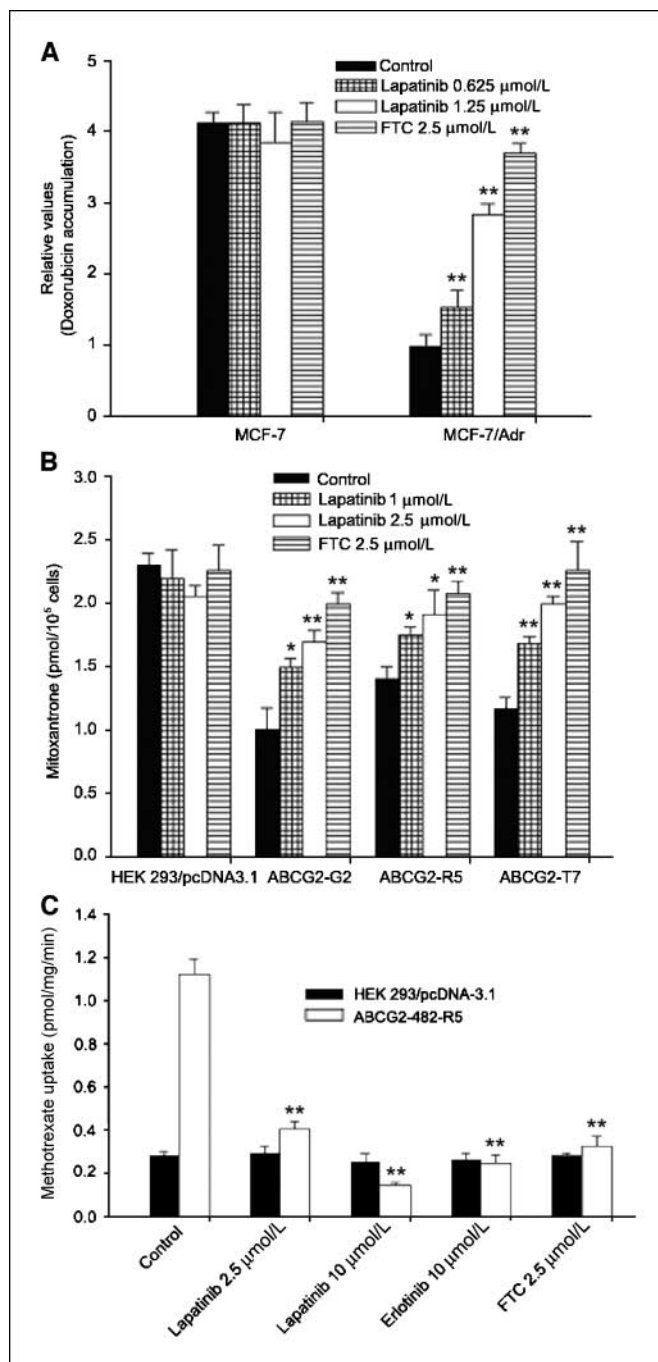 A
Control
Lapatinib 0.625 μmol/L
Lapatinib 1.25 μmol/L
FTC 2.5 μmol/L
Relative values
(Doxorubicin accumulation)
5
4
3
2
1
0
**
**
**
MCF-7
MCF-7/Adr
B
Control
Lapatinib 1 μmol/L
Lapatinib 2.5 μmol/L
FTC 2.5 μmol/L
Mitoxantrone (pmol/10⁵ cells)
3.0
2.5
2.0
1.5
1.0
0.5
0.0
*
**
**
*
*
**
**
**
**
HEK 293/pcDNA3.1
ABCG2-G2
ABCG2-R5
ABCG2-T7
C
HEK 293/pcDNA-3.1
ABCG2-482-R5
Methotrexate uptake (pmol/mg/min)
1.4
1.2
1.0
0.8
0.6
0.4
0.2
0.0
**
**
**
**
Control
Lapatinib 2.5 μmol/L
Lapatinib 10 μmol/L
Erlotinib 10 μmol/L
FTC 2.5 μmol/L